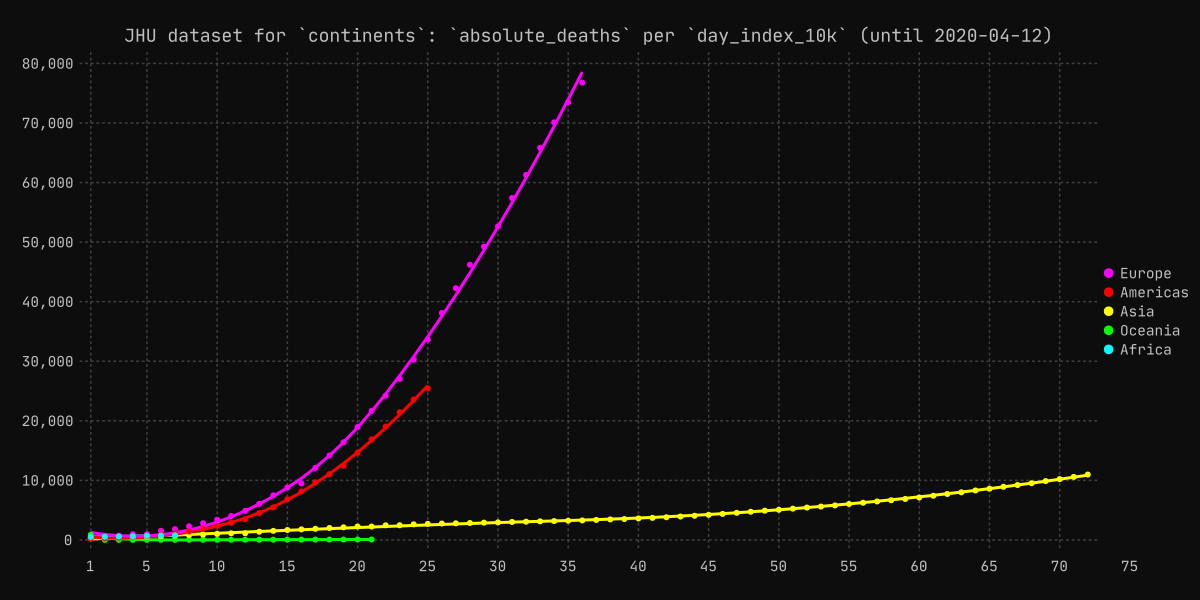 JHU dataset for `continents`: `absolute_deaths` per `day_index_10k` (until 2020-04-12)
80,000
70,000
60,000
50,000
40,000
30,000
20,000
10,000
0
1 5 10 15 20 25 30 35 40 45 50 55 60 65 70 75
Europe
Americas
Asia
Oceania
Africa